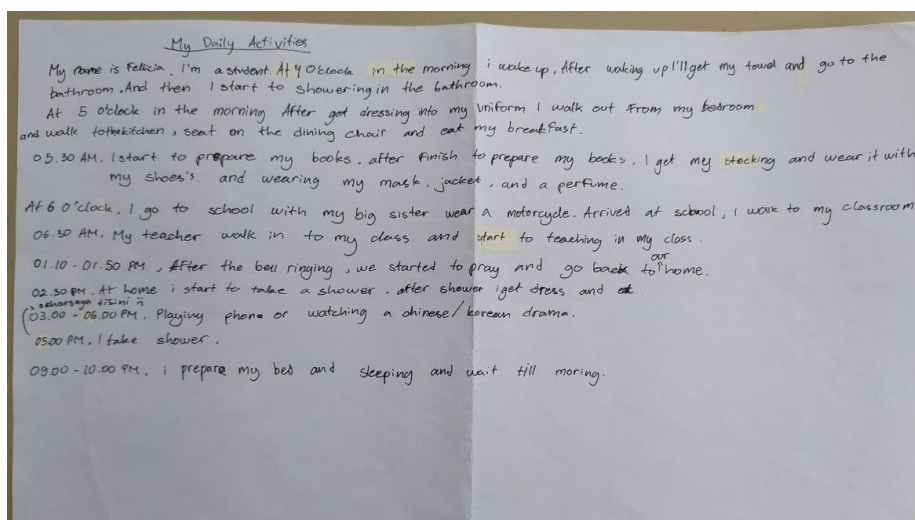 My Daily Activities
My name is Felicia. I'm a student. At 4 O'clock in the morning i wake up, After waking up I'll get my towel and go to the
bathroom. And then I start to showering in the bathroom.
At 5 o'clock in the morning After get dressing into my uniform I walk out From my bedroom
and walk to the kitchen, seat on the dining chair and eat my breakfast.
05.30 AM. I start to prepare my books. after Finish to prepare my books, I get my stocking and wear it with
my shoes's. and wearing my mask. jacket, and a perfume.
At 6 O'clock. I go to school with my big sister wear a motorcycle. Arrived at school, I walk to my classroom
06.30 AM. My teacher walk in to my class and start to teaching in my class.
01.10 - 01.50 PM, After the bell ringing, we started to pray and go back to our home.
02.30 PM. At home i start to take a shower. after shower i get dress and eat
seharsnya disini
03.00 - 06.00 PM. Playing phone or watching a chinese/korean drama.
05.00 PM. I take shower.
09.00 - 10.00 PM. i prepare my bed and sleeping and wait till moring.